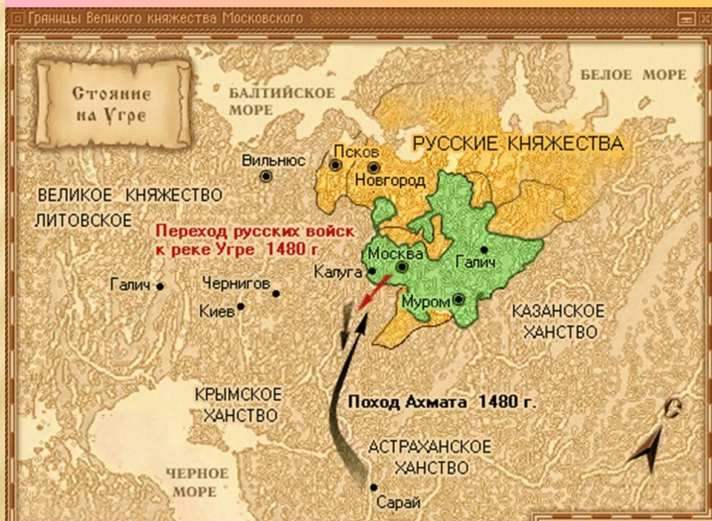 Гряницы Великого княжества Московского
Стояние
на Угре
БАЛТИЙСКОЕ
МОРЕ
БЕЛОЕ МОРЕ
РУССКИЕ КНЯЖЕСТВА
Псков
Вильнюс
Новгород
ВЕЛИКОЕ КНЯЖЕСТВО
ЛИТОВСКОЕ
Переход русских войск
к реке Угре 1480 г.
Москва
Галич
Калуга
Галич
Чернигов
Киев
Муром
КАЗАНСКОЕ
ХАНСТВО
КРЫМСКОЕ
ХАНСТВО
Поход Ахмата 1480 г.
С
АСТРАХАНСКОЕ
ХАНСТВО
ЧЕРНОЕ
МОРЕ
Сарай